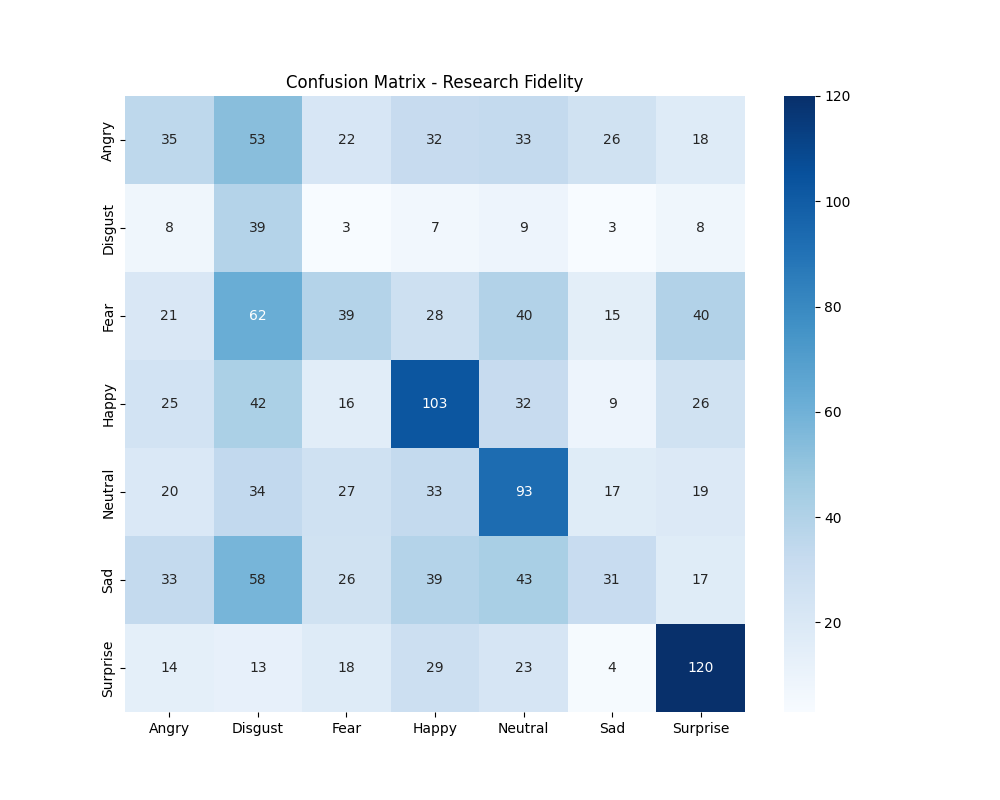 Confusion Matrix - Research Fidelity
Angry 35 53 22 32 33 26 18
Disgust 8 39 3 7 9 3 8
Fear 21 62 39 28 40 15 40
Happy 25 42 16 103 32 9 26
Neutral 20 34 27 33 93 17 19
Sad 33 58 26 39 43 31 17
Surprise 14 13 18 29 23 4 120
Angry Disgust Fear Happy Neutral Sad Surprise
120
100
80
60
40
20